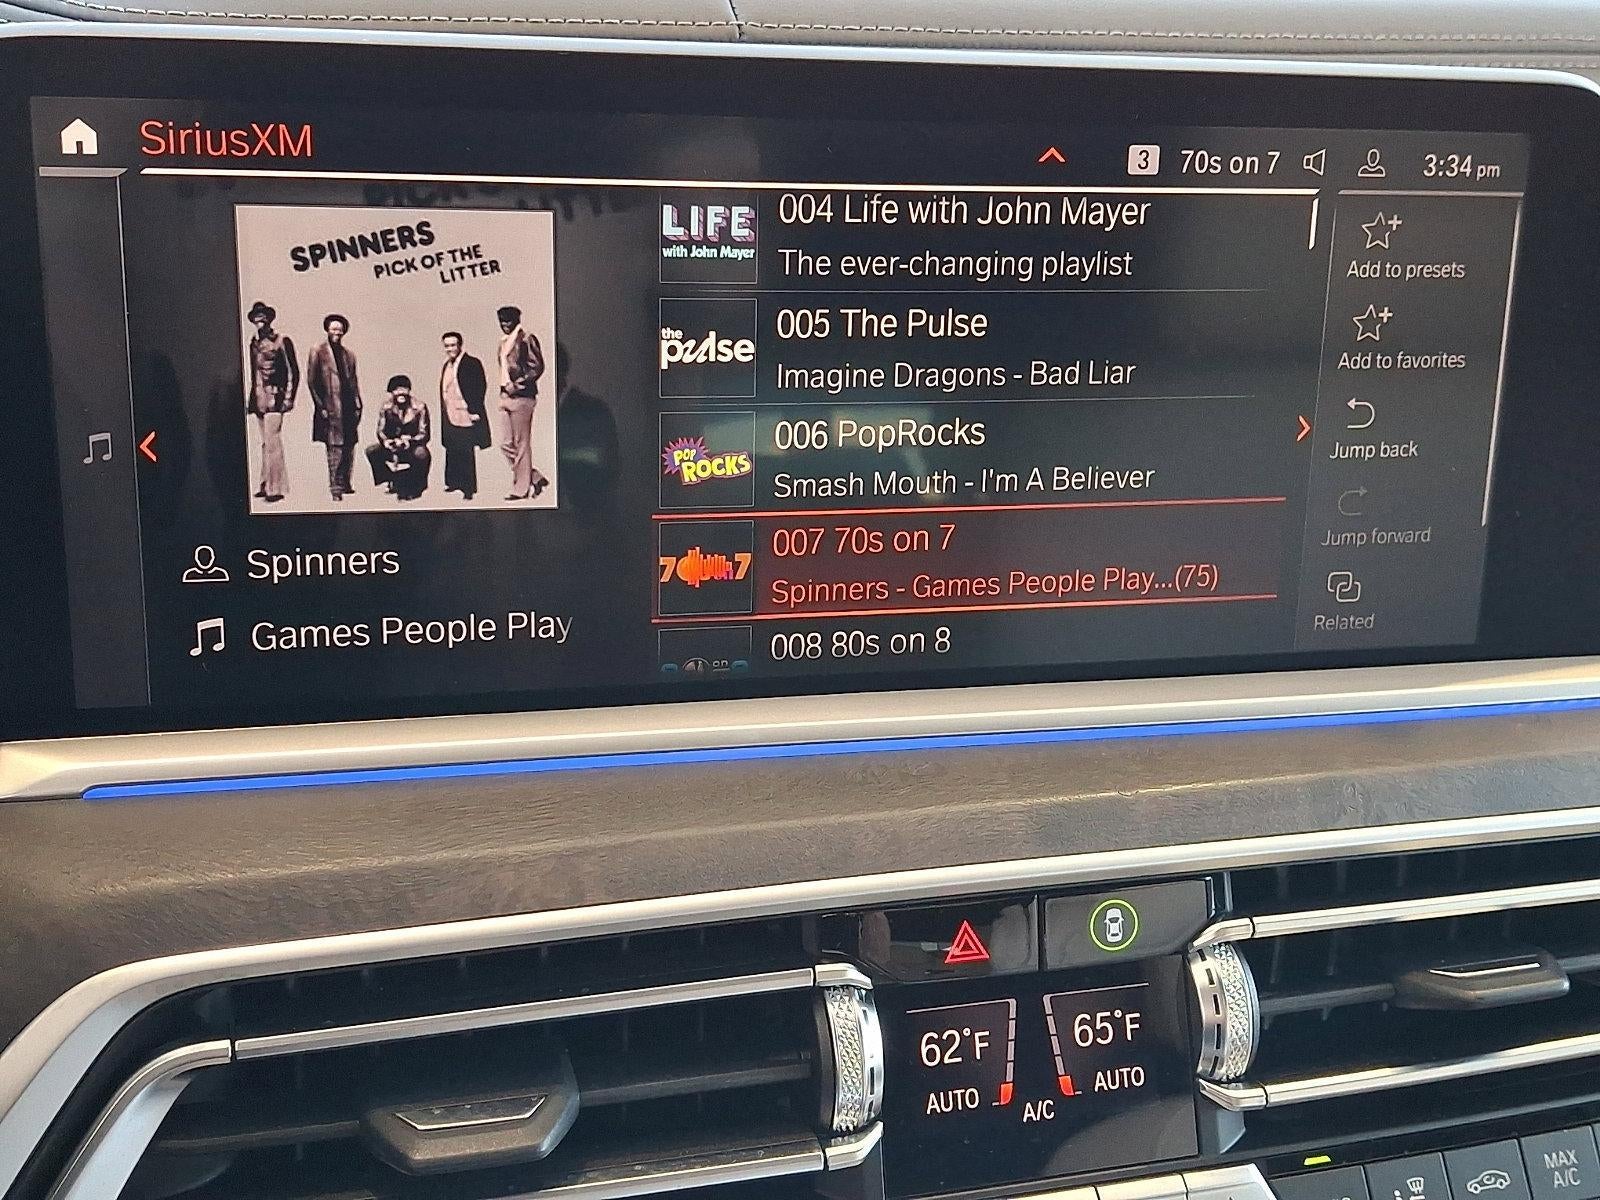 SiriusXM
3 70s on 7 3:34 pm
SPINNERS
PICK OF THE
LITTER
Spinners
Games People Play
LIFE
with John Mayer
004 Life with John Mayer
The ever-changing playlist
the
pulse
005 The Pulse
Imagine Dragons - Bad Liar
POP
ROCKS
006 PopRocks
Smash Mouth - I'm A Believer
70on7
007 70s on 7
Spinners - Games People Play...(75)
on
008 80s on 8
Add to presets
Add to favorites
Jump back
Jump forward
Related
62°F
AUTO
65°F
AUTO
A/C
MAX
A/C